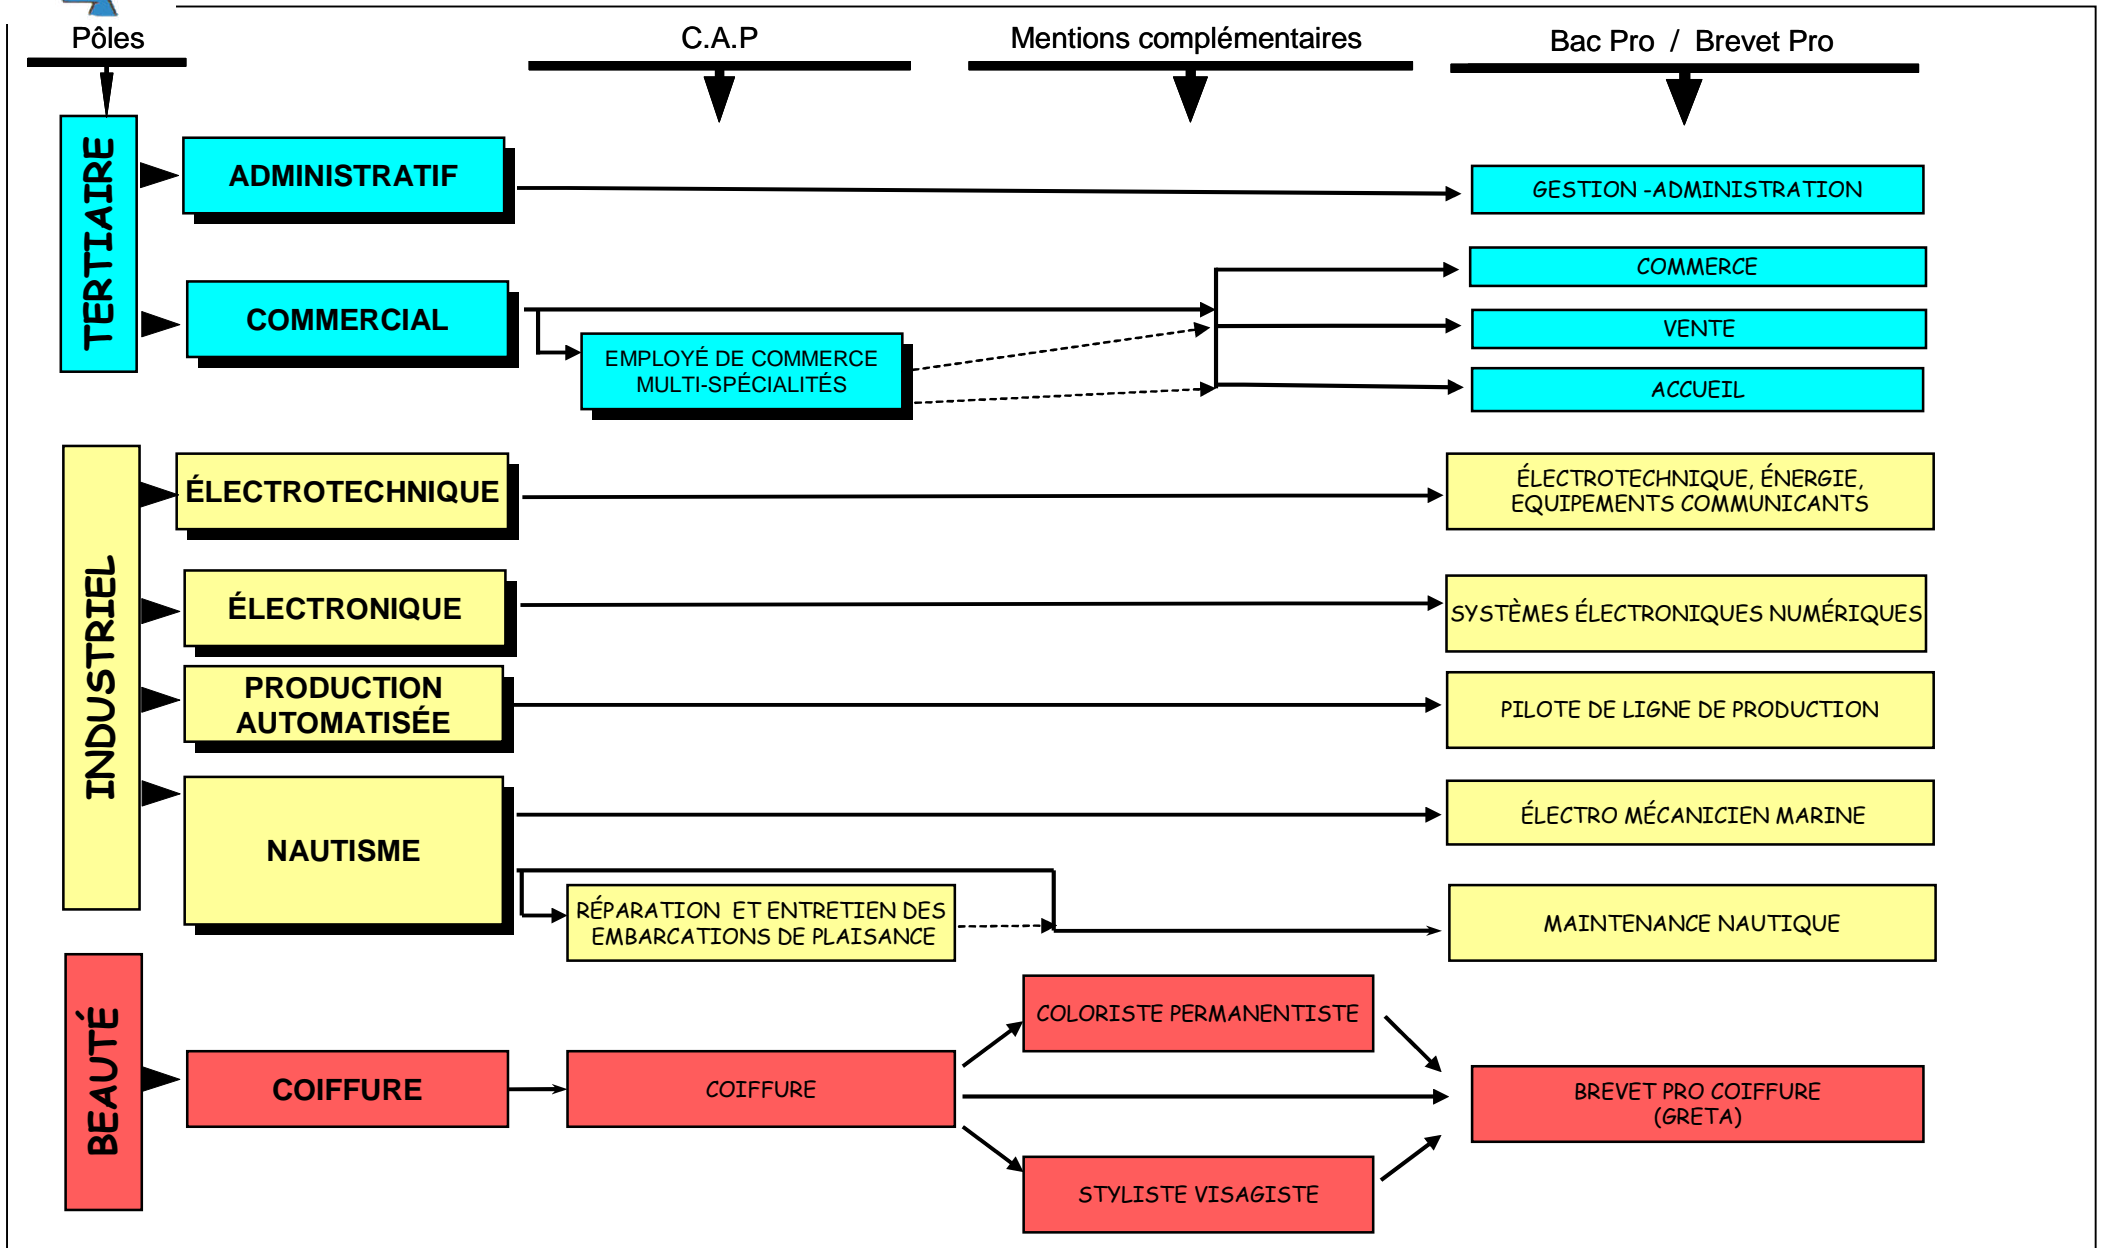 Pôles
C.A.P
Mentions complémentaires
Bac Pro / Brevet Pro
TERTIAIRE
ADMINISTRATIF
GESTION -ADMINISTRATION
COMMERCIAL
EMPLOYÉ DE COMMERCE
MULTI-SPÉCIALITÉS
COMMERCE
VENTE
ACCUEIL
INDUSTRIEL
ÉLECTROTECHNIQUE
ÉLECTROTECHNIQUE, ÉNERGIE,
EQUIPEMENTS COMMUNICANTS
ÉLECTRONIQUE
SYSTÈMES ÉLECTRONIQUES NUMÉRIQUES
PRODUCTION
AUTOMATISÉE
PILOTE DE LIGNE DE PRODUCTION
NAUTISME
ÉLECTRO MÉCANICIEN MARINE
RÉPARATION ET ENTRETIEN DES
EMBARCATIONS DE PLAISANCE
MAINTENANCE NAUTIQUE
BEAUTÉ
COIFFURE
COIFFURE
COLORISTE PERMANENTISTE
STYLISTE VISAGISTE
BREVET PRO COIFFURE
(GRETA)